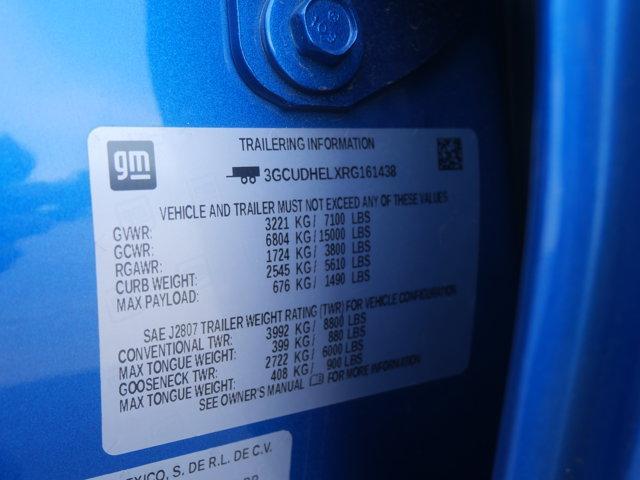 gm
TRAILERING INFORMATION
3GCUDHELXRG161438
VEHICLE AND TRAILER MUST NOT EXCEED ANY OF THESE VALUES
GVWR: 3221 KG/ 7100 LBS
GCWR: 6804 KG/ 15000 LBS
RGAWR: 1724 KG/ 3800 LBS
CURB WEIGHT: 2545 KG/ 5610 LBS
MAX PAYLOAD: 676 KG/ 1490 LBS
SAE J2807 TRAILER WEIGHT RATING (TWR) FOR VEHICLE CONFIGURATION
CONVENTIONAL TWR: 3992 KG/ 8800 LBS
MAX TONGUE WEIGHT: 399 KG/ 880 LBS
GOOSENECK TWR: 2722 KG/ 6000 LBS
MAX TONGUE WEIGHT: 408 KG/ 900 LBS
SEE OWNER'S MANUAL FOR MORE INFORMATION
EXICO, S. DE R.L. DE C.V.